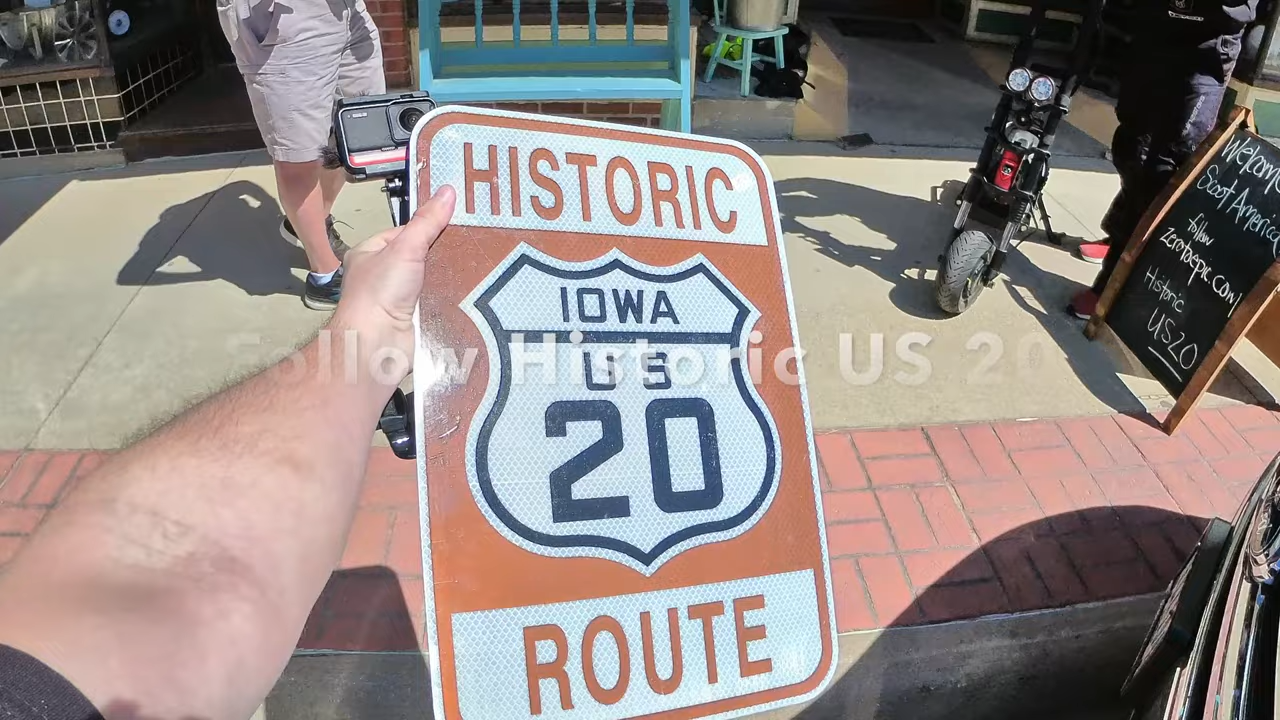 HISTORIC
IOWA
US
20
ROUTE
Follow Historic US 20
Welcome
Scoot America
follow
zerotoepic.com/
Historic
US20